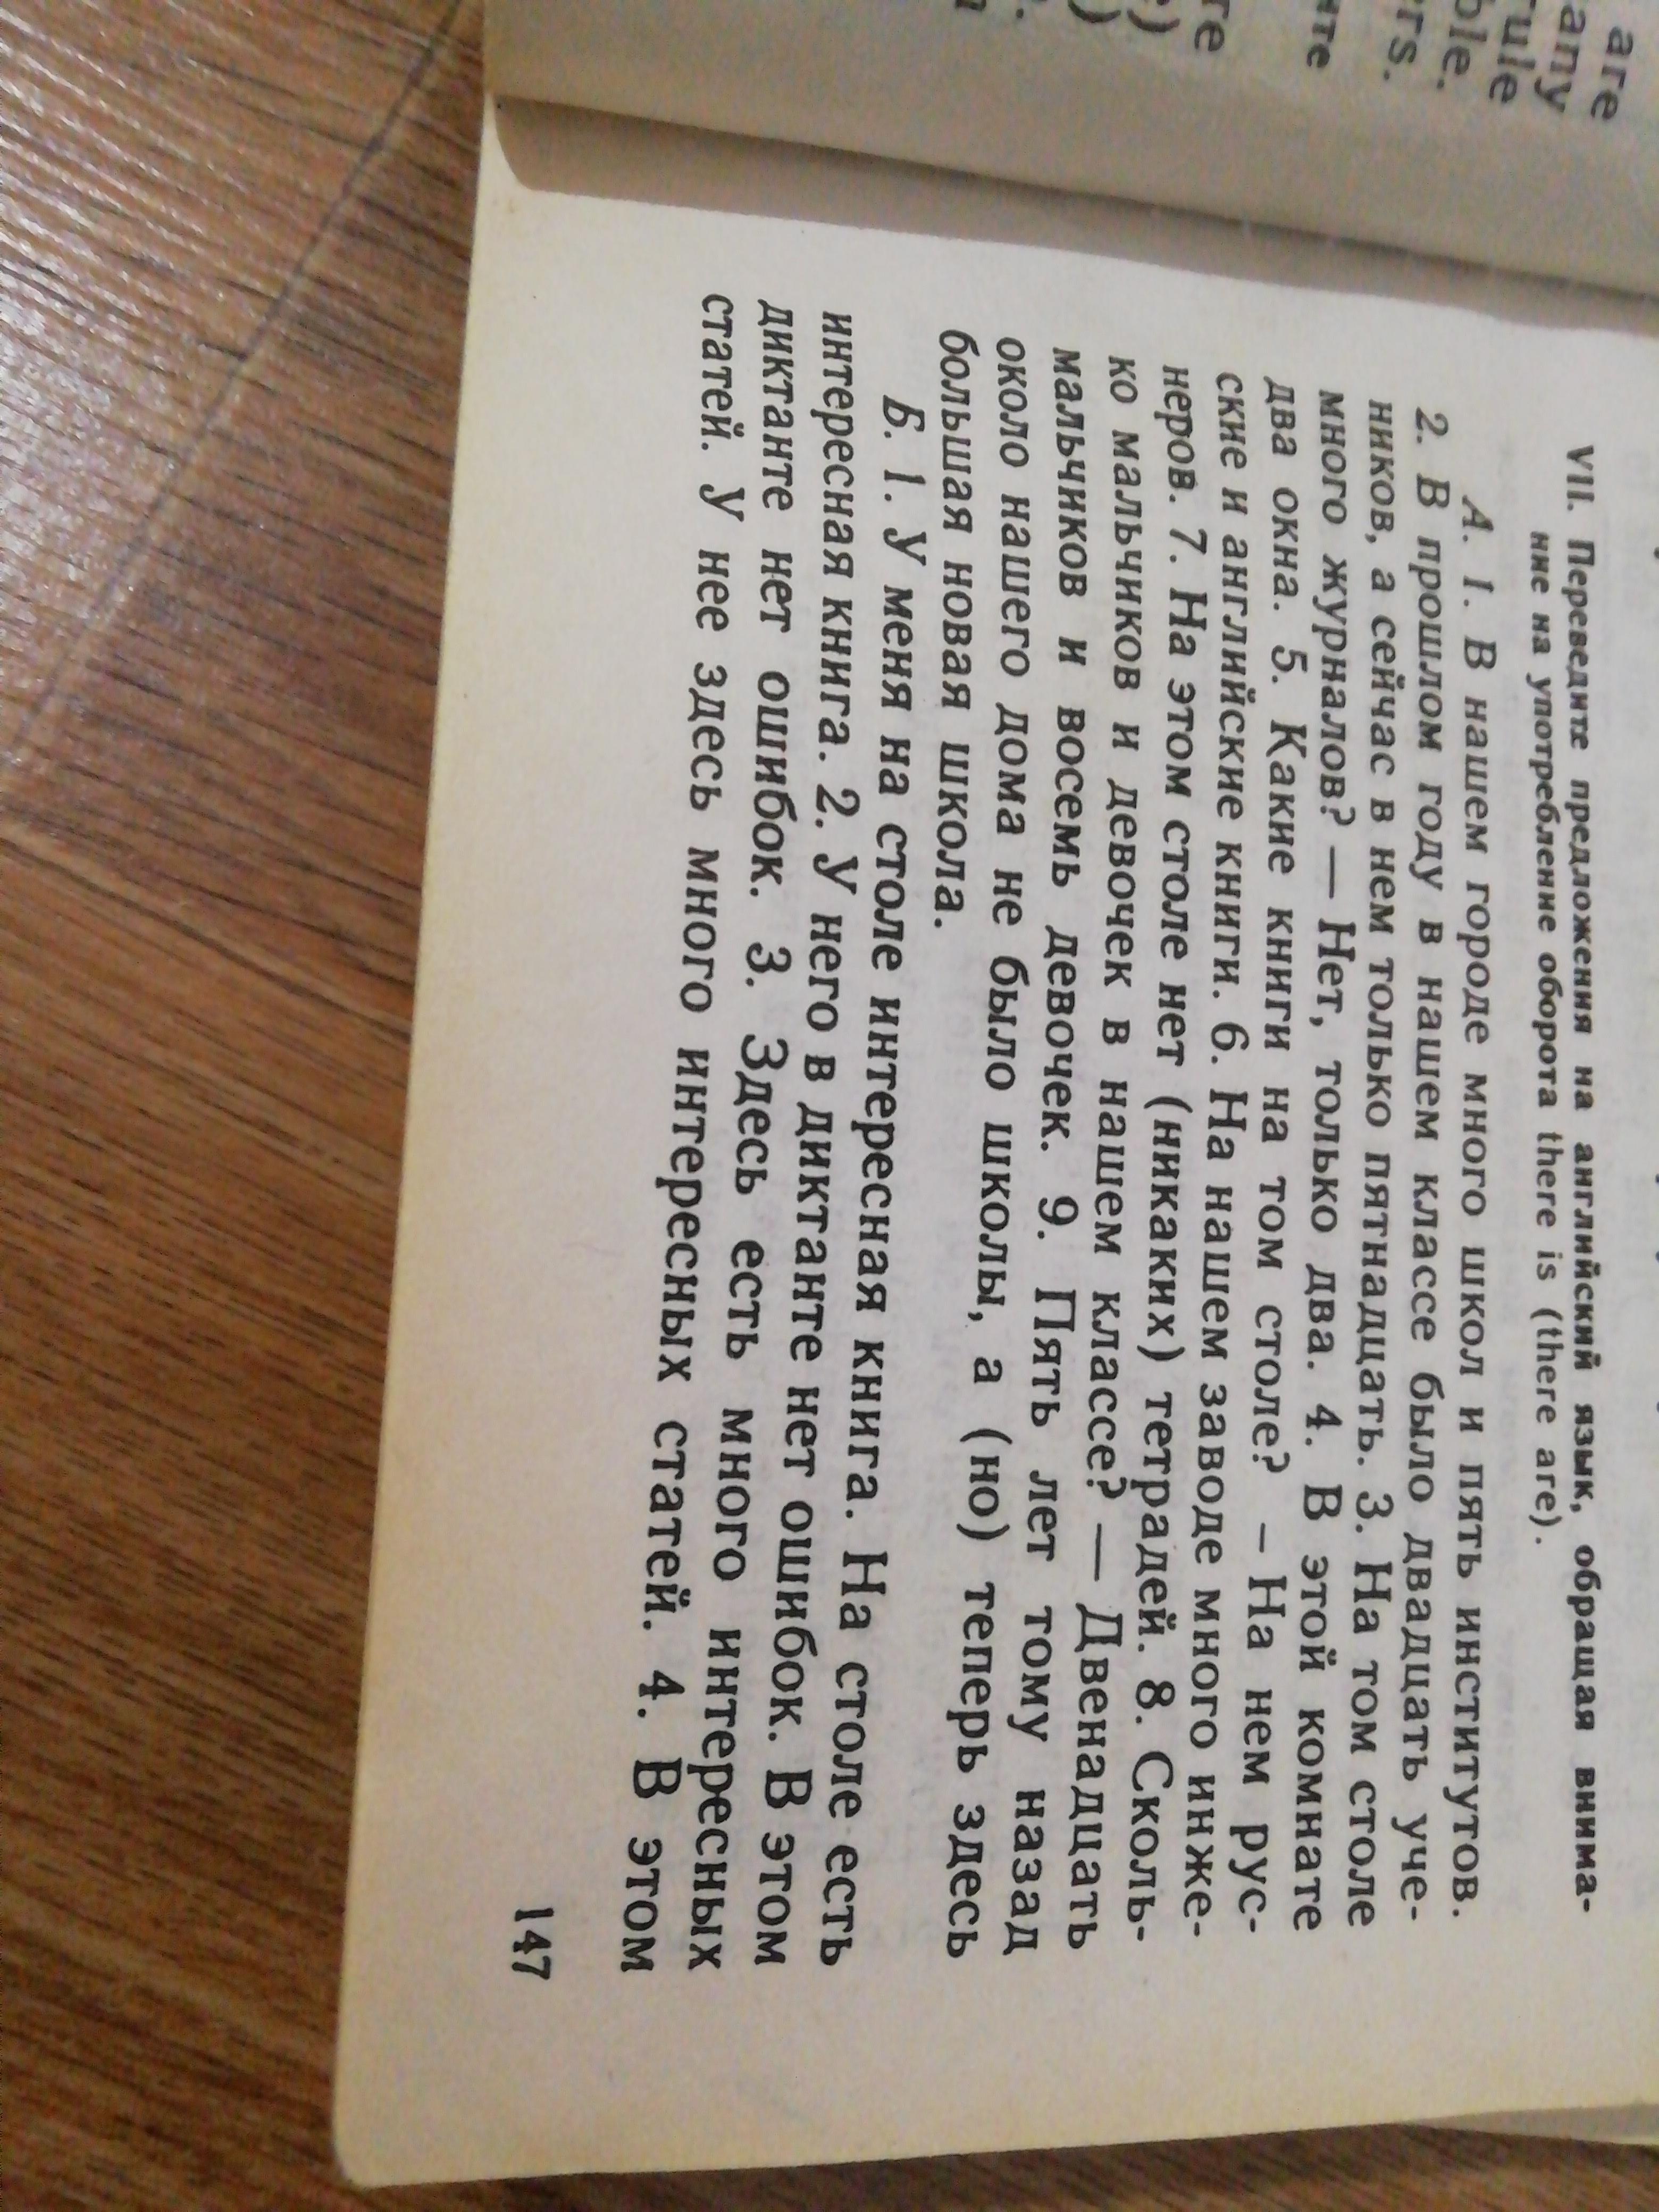 are
any
rule
ble.
rs.
ите
те
VII. Переведите предложения на английский язык, обращая внима-
ние на употребление оборота there is (there are).
А. 1. В нашем городе много школ и пять институтов.
2. В прошлом году в нашем классе было двадцать уче-
ников, а сейчас в нем только пятнадцать. 3. На том столе
много журналов? — Нет, только два. 4. В этой комнате
два окна. 5. Какие книги на том столе? – На нем рус-
ские и английские книги. 6. На нашем заводе много инже-
неров. 7. На этом столе нет (никаких) тетрадей. 8. Сколь-
ко мальчиков и девочек в нашем классе? — Двенадцать
мальчиков и восемь девочек. 9. Пять лет тому назад
около нашего дома не было школы, а (но) теперь здесь
большая новая школа.
Б. 1. У меня на столе интересная книга. На столе есть
интересная книга. 2. У него в диктанте нет ошибок. В этом
диктанте нет ошибок. 3. Здесь есть много интересных
статей. У нее здесь много интересных статей. 4. В этом
147